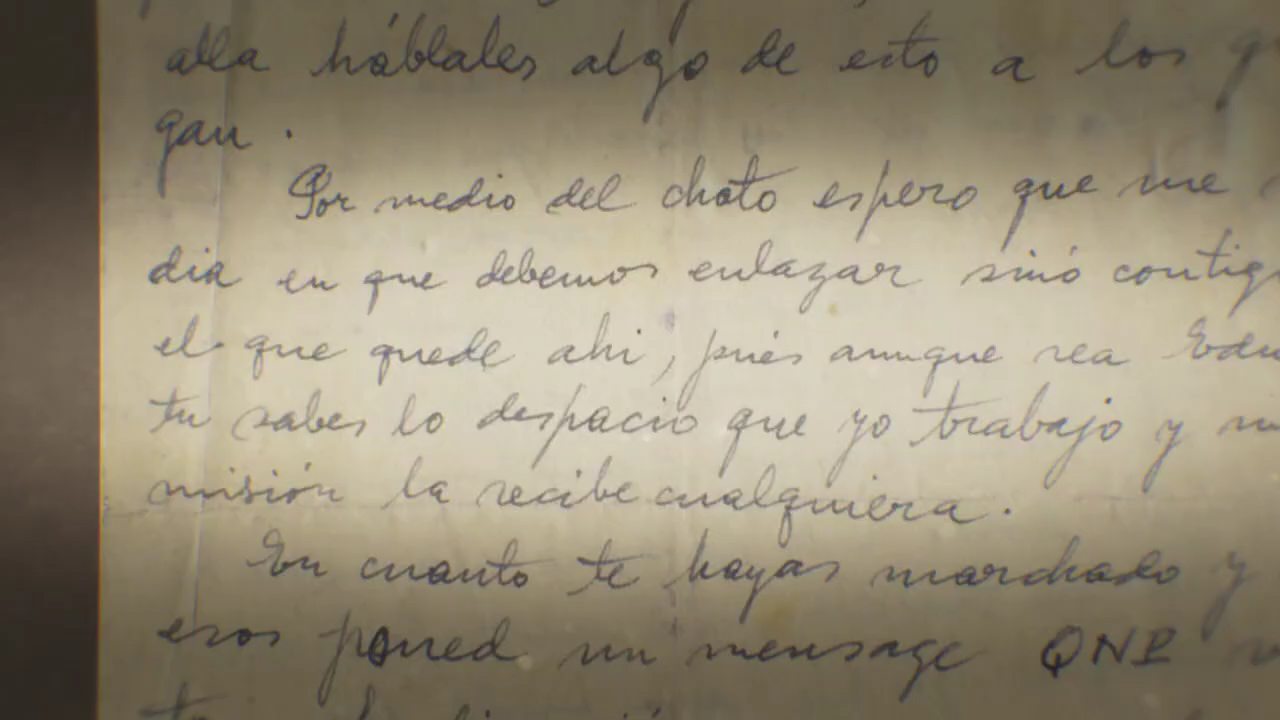 alla háblales algo de esto a los
gan.
Por medio del chato espero que me
dia en que debemos enlazar sinó contig
el que quede ahi, pués aunque sea Edu
tu sabes lo despacio que yo trabajo y
misión la recibe cualquiera.
En cuanto te hayas marchado y
esos poned un mensage QNB